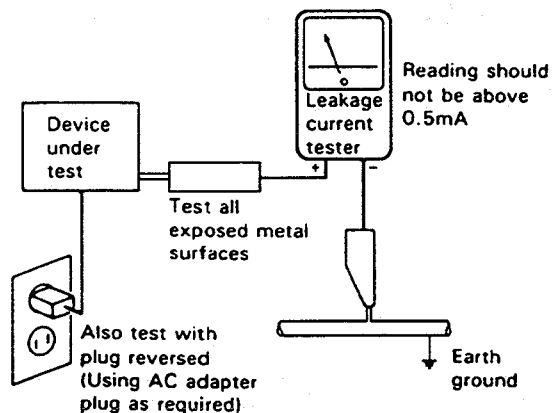 Device
under
test
Leakage
current
tester
+
-
Reading should
not be above
0.5mA
Test all
exposed metal
surfaces
Also test with
plug reversed
(Using AC adapter
plug as required)
Earth
ground